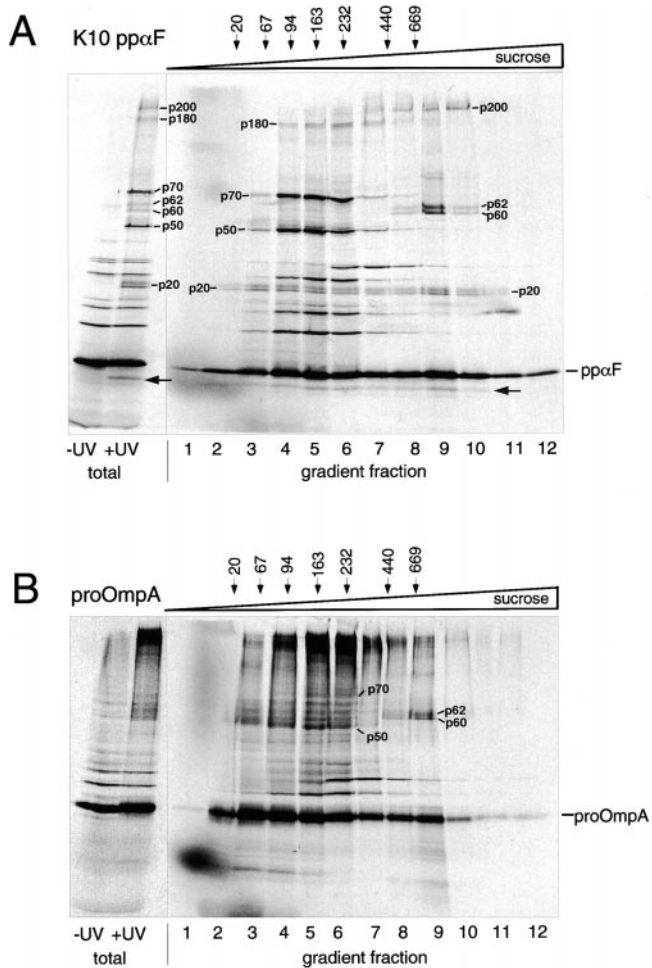 A
K10 ppαF
20 67 94 163 232 440 669
sucrose
p200
p180
p70
p62
p60
p50
p20
p180
p70
p50
p20
p200
p62
p60
p20
ppαF
-UV +UV
total
1 2 3 4 5 6 7 8 9 10 11 12
gradient fraction
B
proOmpA
20 67 94 163 232 440 669
sucrose
p70
p50
p62
p60
proOmpA
-UV +UV
total
1 2 3 4 5 6 7 8 9 10 11 12
gradient fraction